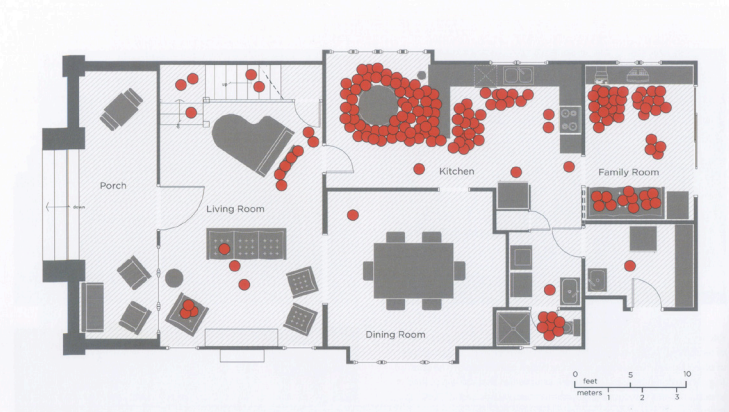 Porch
Living Room
Kitchen
Family Room
Dining Room
0 5 10
feet
meters 1 2 3